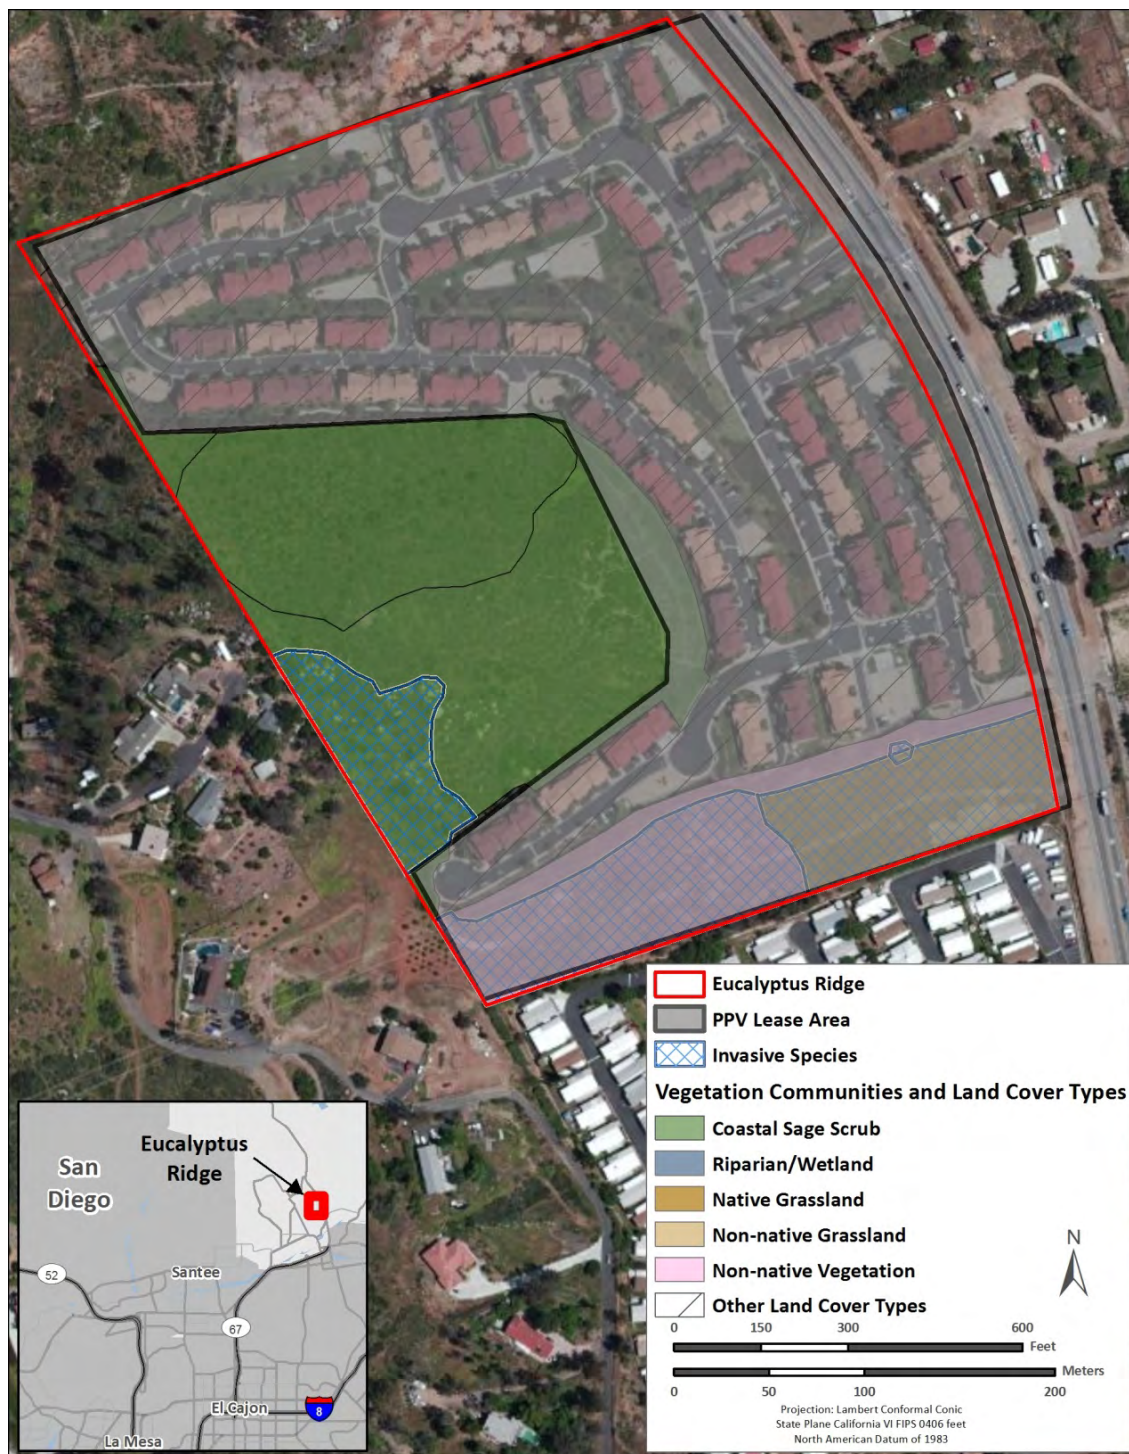 Eucalyptus Ridge
PPV Lease Area
Invasive Species
Vegetation Communities and Land Cover Types
Coastal Sage Scrub
Riparian/Wetland
Native Grassland
Non-native Grassland
Non-native Vegetation
Other Land Cover Types
N
0 150 300 600
Feet
Meters
0 50 100 200
Projection: Lambert Conformal Conic
State Plane California VI FIPS 0406 feet
North American Datum of 1983
Eucalyptus
Ridge
San
Diego
52
Santee
67
El Cajon
8
La Mesa